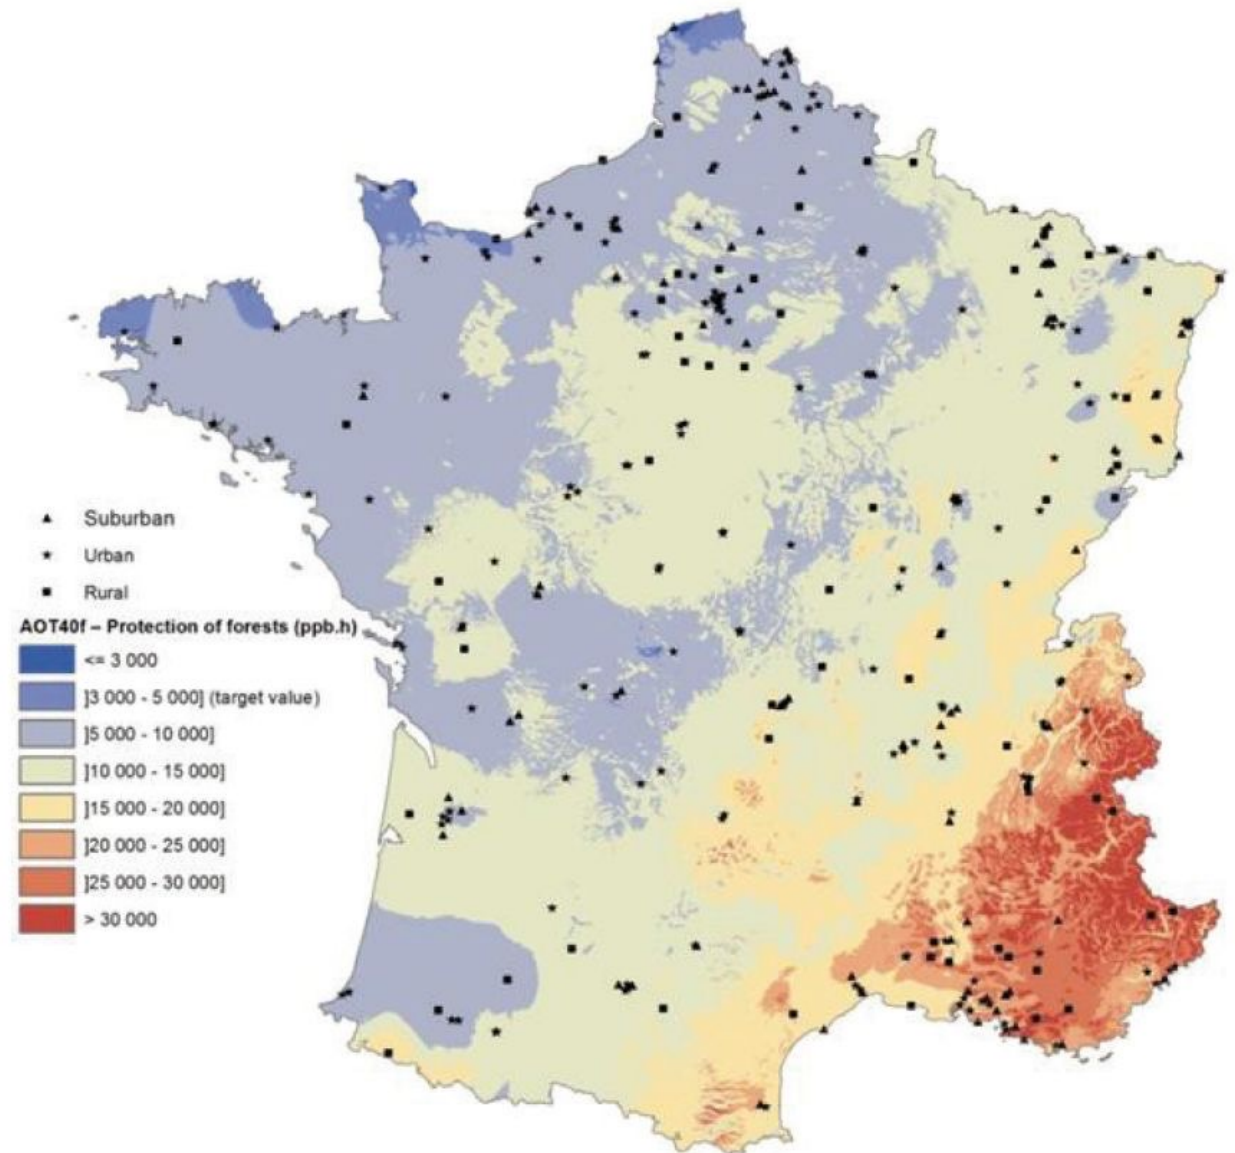 Suburban
Urban
Rural
AOT40f – Protection of forests (ppb.h)
<= 3 000
]3 000 - 5 000] (target value)
]5 000 - 10 000]
]10 000 - 15 000]
]15 000 - 20 000]
]20 000 - 25 000]
]25 000 - 30 000]
> 30 000